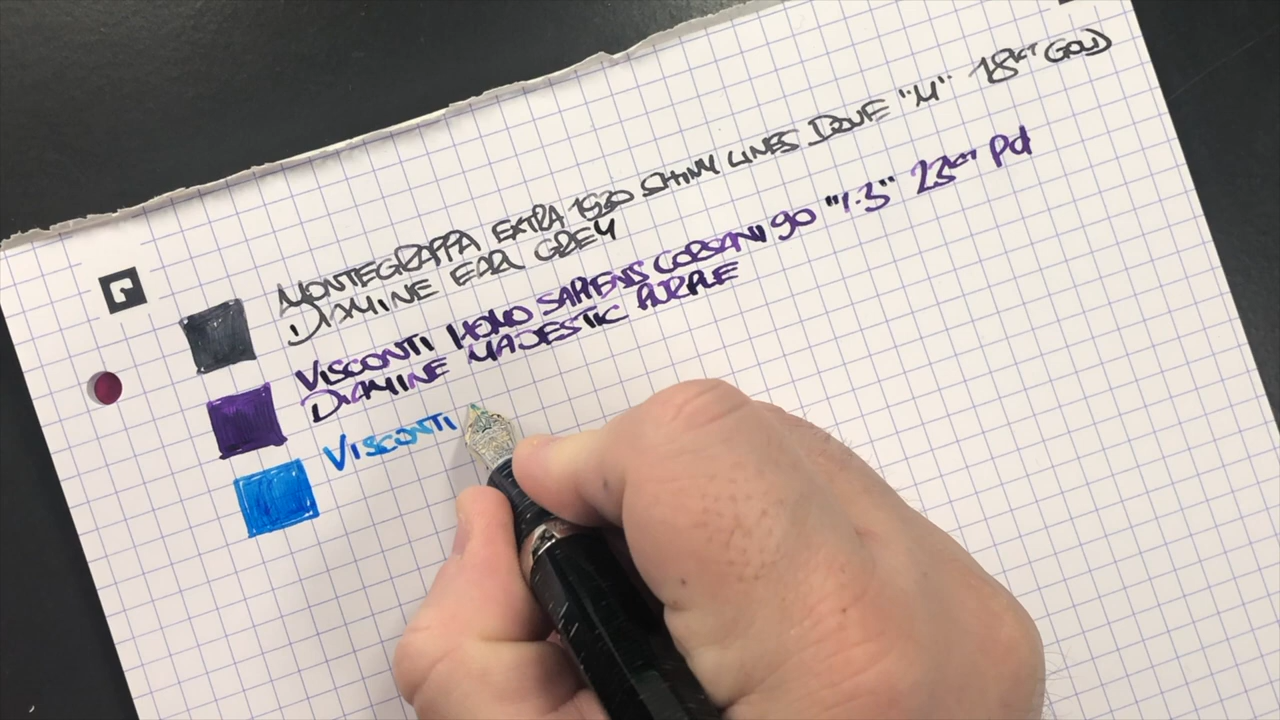 MONTEGRAPPA EXTRA 1930 SHINY LINES DOUE "M" 18KT GOLD
DIAMINE EARL GREY
VISCONTI HOMO SAPIENS CORSANI 90 "1.3" 23KT Pd
DIAMINE MAJESTIC PURPLE
VISCONTI